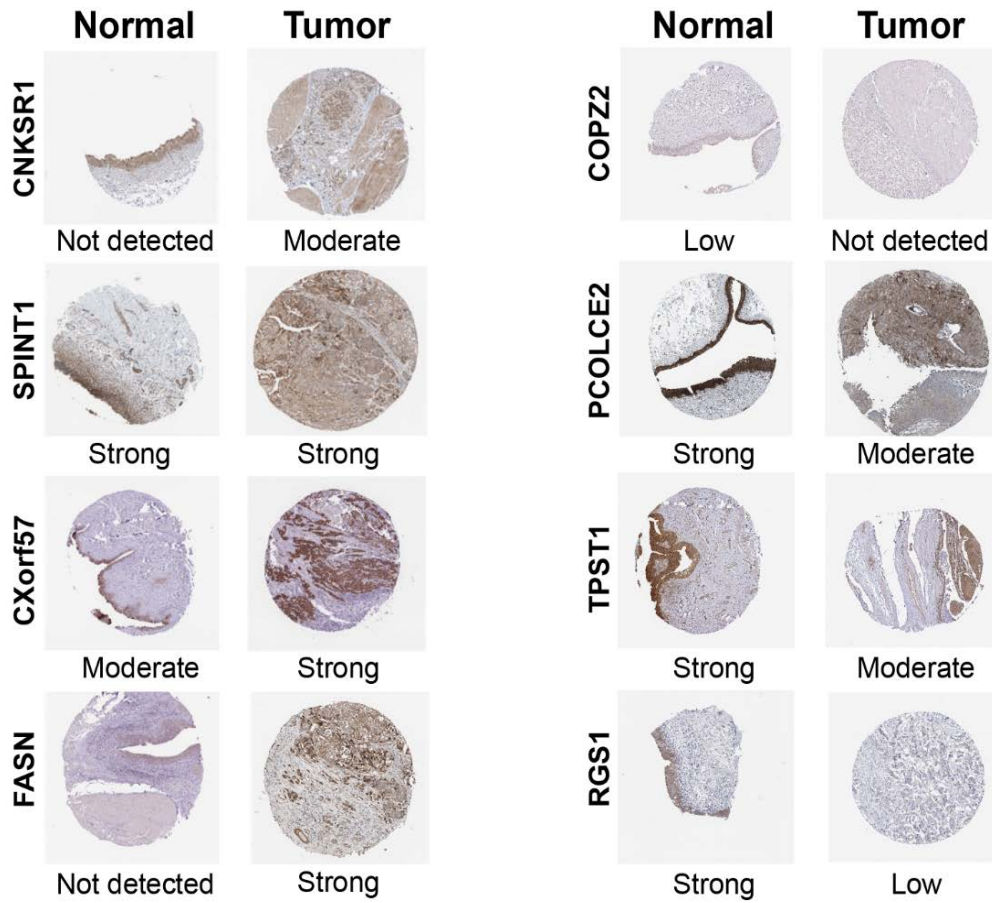 Normal Tumor Normal Tumor
CNKSR1 COPZ2
Not detected Moderate Low Not detected
SPINT1 PCOLCE2
Strong Strong Strong Moderate
CXorf57 TPST1
Moderate Strong Strong Moderate
FASN RGS1
Not detected Strong Strong Low